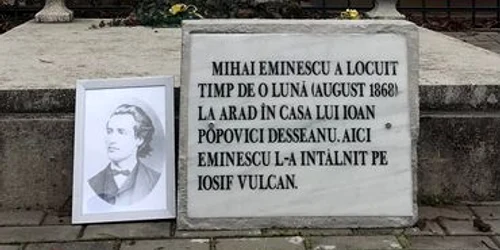 MIHAI EMINESCU A LOCUIT
TIMP DE O LUNĂ (AUGUST 1868)
LA ARAD ÎN CASA LUI IOAN
POPOVICI DESSEANU. AICI
EMINESCU L-A INTÂLNIT PE
IOSIF VULCAN.